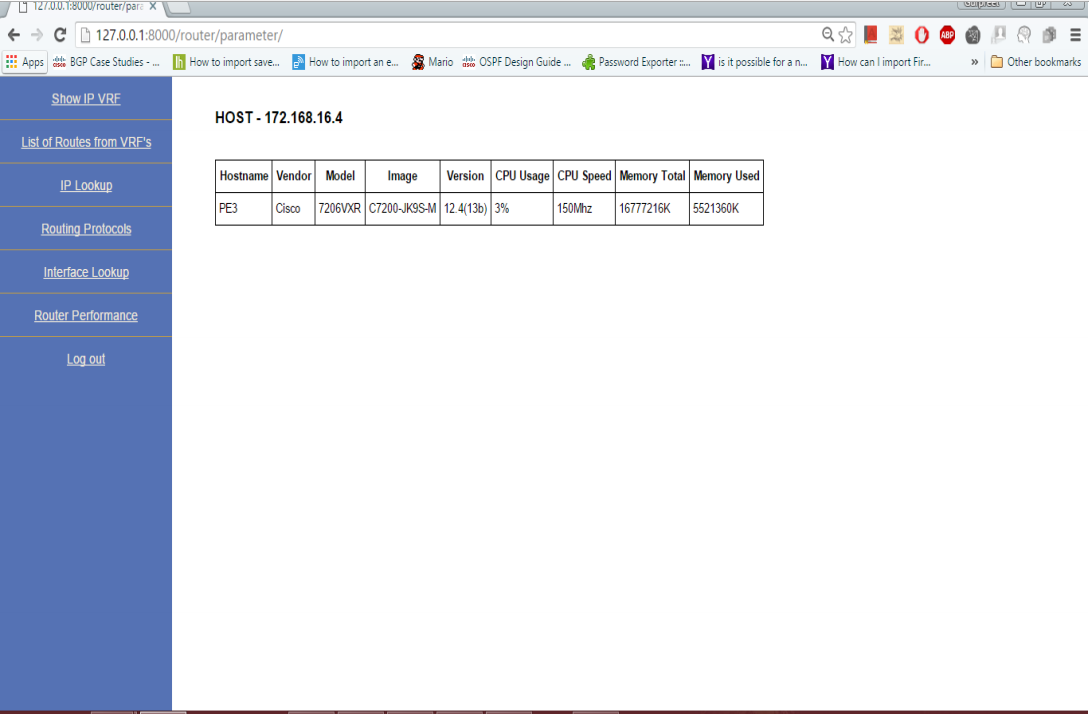 127.0.0.1:8000/router/para
Gurpreet
127.0.0.1:8000/router/parameter/
ABP
Apps
BGP Case Studies - ...
How to import save...
How to import an e...
Mario
OSPF Design Guide ...
Password Exporter ::...
is it possible for a n...
How can I import Fir...
»
Other bookmarks
Show IP VRF
List of Routes from VRF's
IP Lookup
Routing Protocols
Interface Lookup
Router Performance
Log out
HOST - 172.168.16.4
Hostname Vendor Model Image Version CPU Usage CPU Speed Memory Total Memory Used
PE3 Cisco 7206VXR C7200-JK9S-M 12.4(13b) 3% 150Mhz 16777216K 5521360K